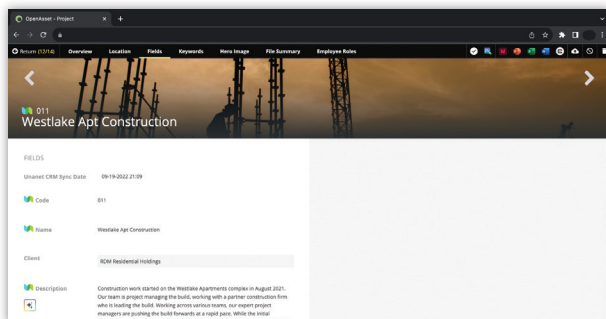 OpenAsset - Project
Return (12/14) Overview Location Fields Keywords Hero Image File Summary Employee Roles
011
Westlake Apt Construction
FIELDS
Unanet CRM Sync Date 09-19-2022 21:09
Code 011
Name Westlake Apt Construction
Client RDM Residential Holdings
Description Construction work started on the Westlake Apartments complex in August 2021.
Our team is project managing the build, working with a partner construction firm
who is leading the build. Working across various teams, our expert project
managers are pushing the build forwards at a rapid pace. While the initial